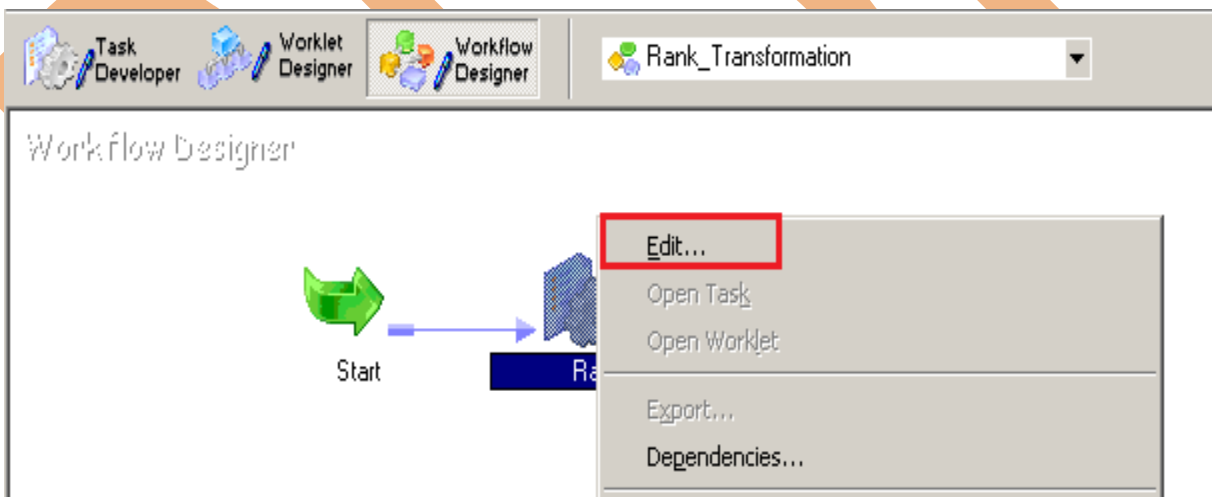 Task Developer
Worklet Designer
Workflow Designer
Rank_Transformation
Workflow Designer
Edit...
Open Task
Open Worklet
Start
Export...
Dependencies...